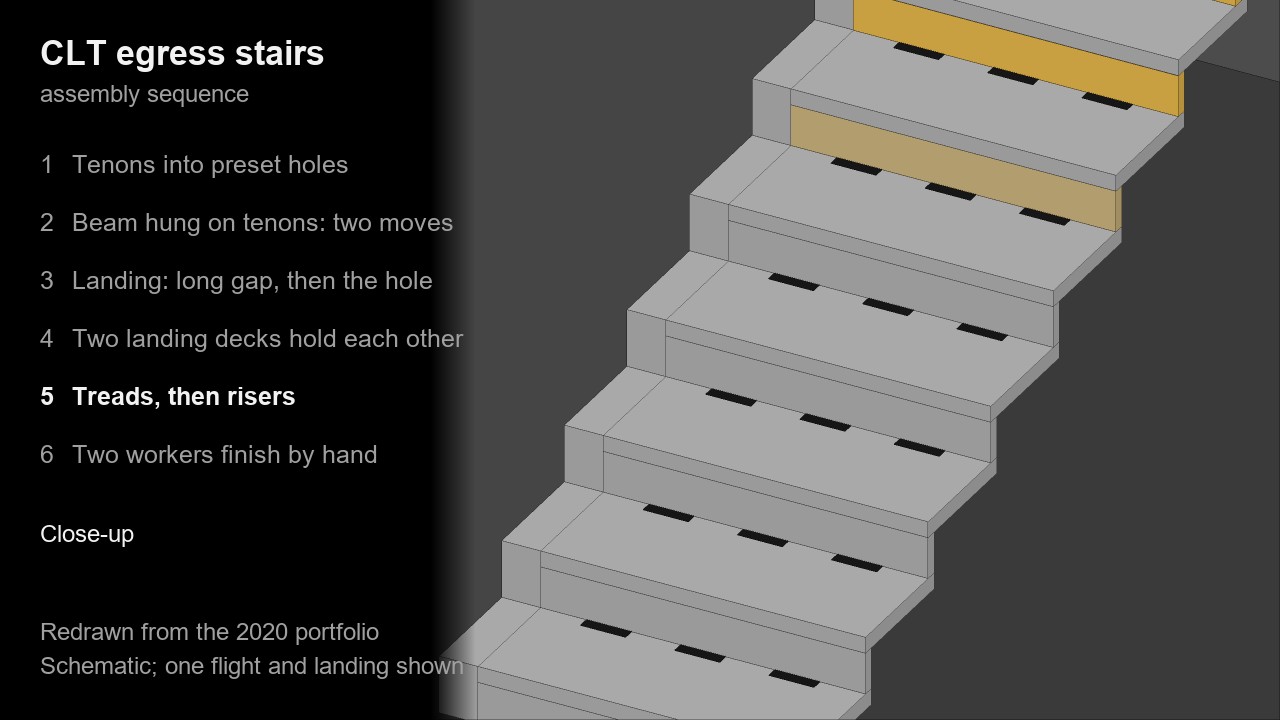 CLT egress stairs
assembly sequence
1 Tenons into preset holes
2 Beam hung on tenons: two moves
3 Landing: long gap, then the hole
4 Two landing decks hold each other
5 Treads, then risers
6 Two workers finish by hand
Close-up
Redrawn from the 2020 portfolio
Schematic; one flight and landing shown